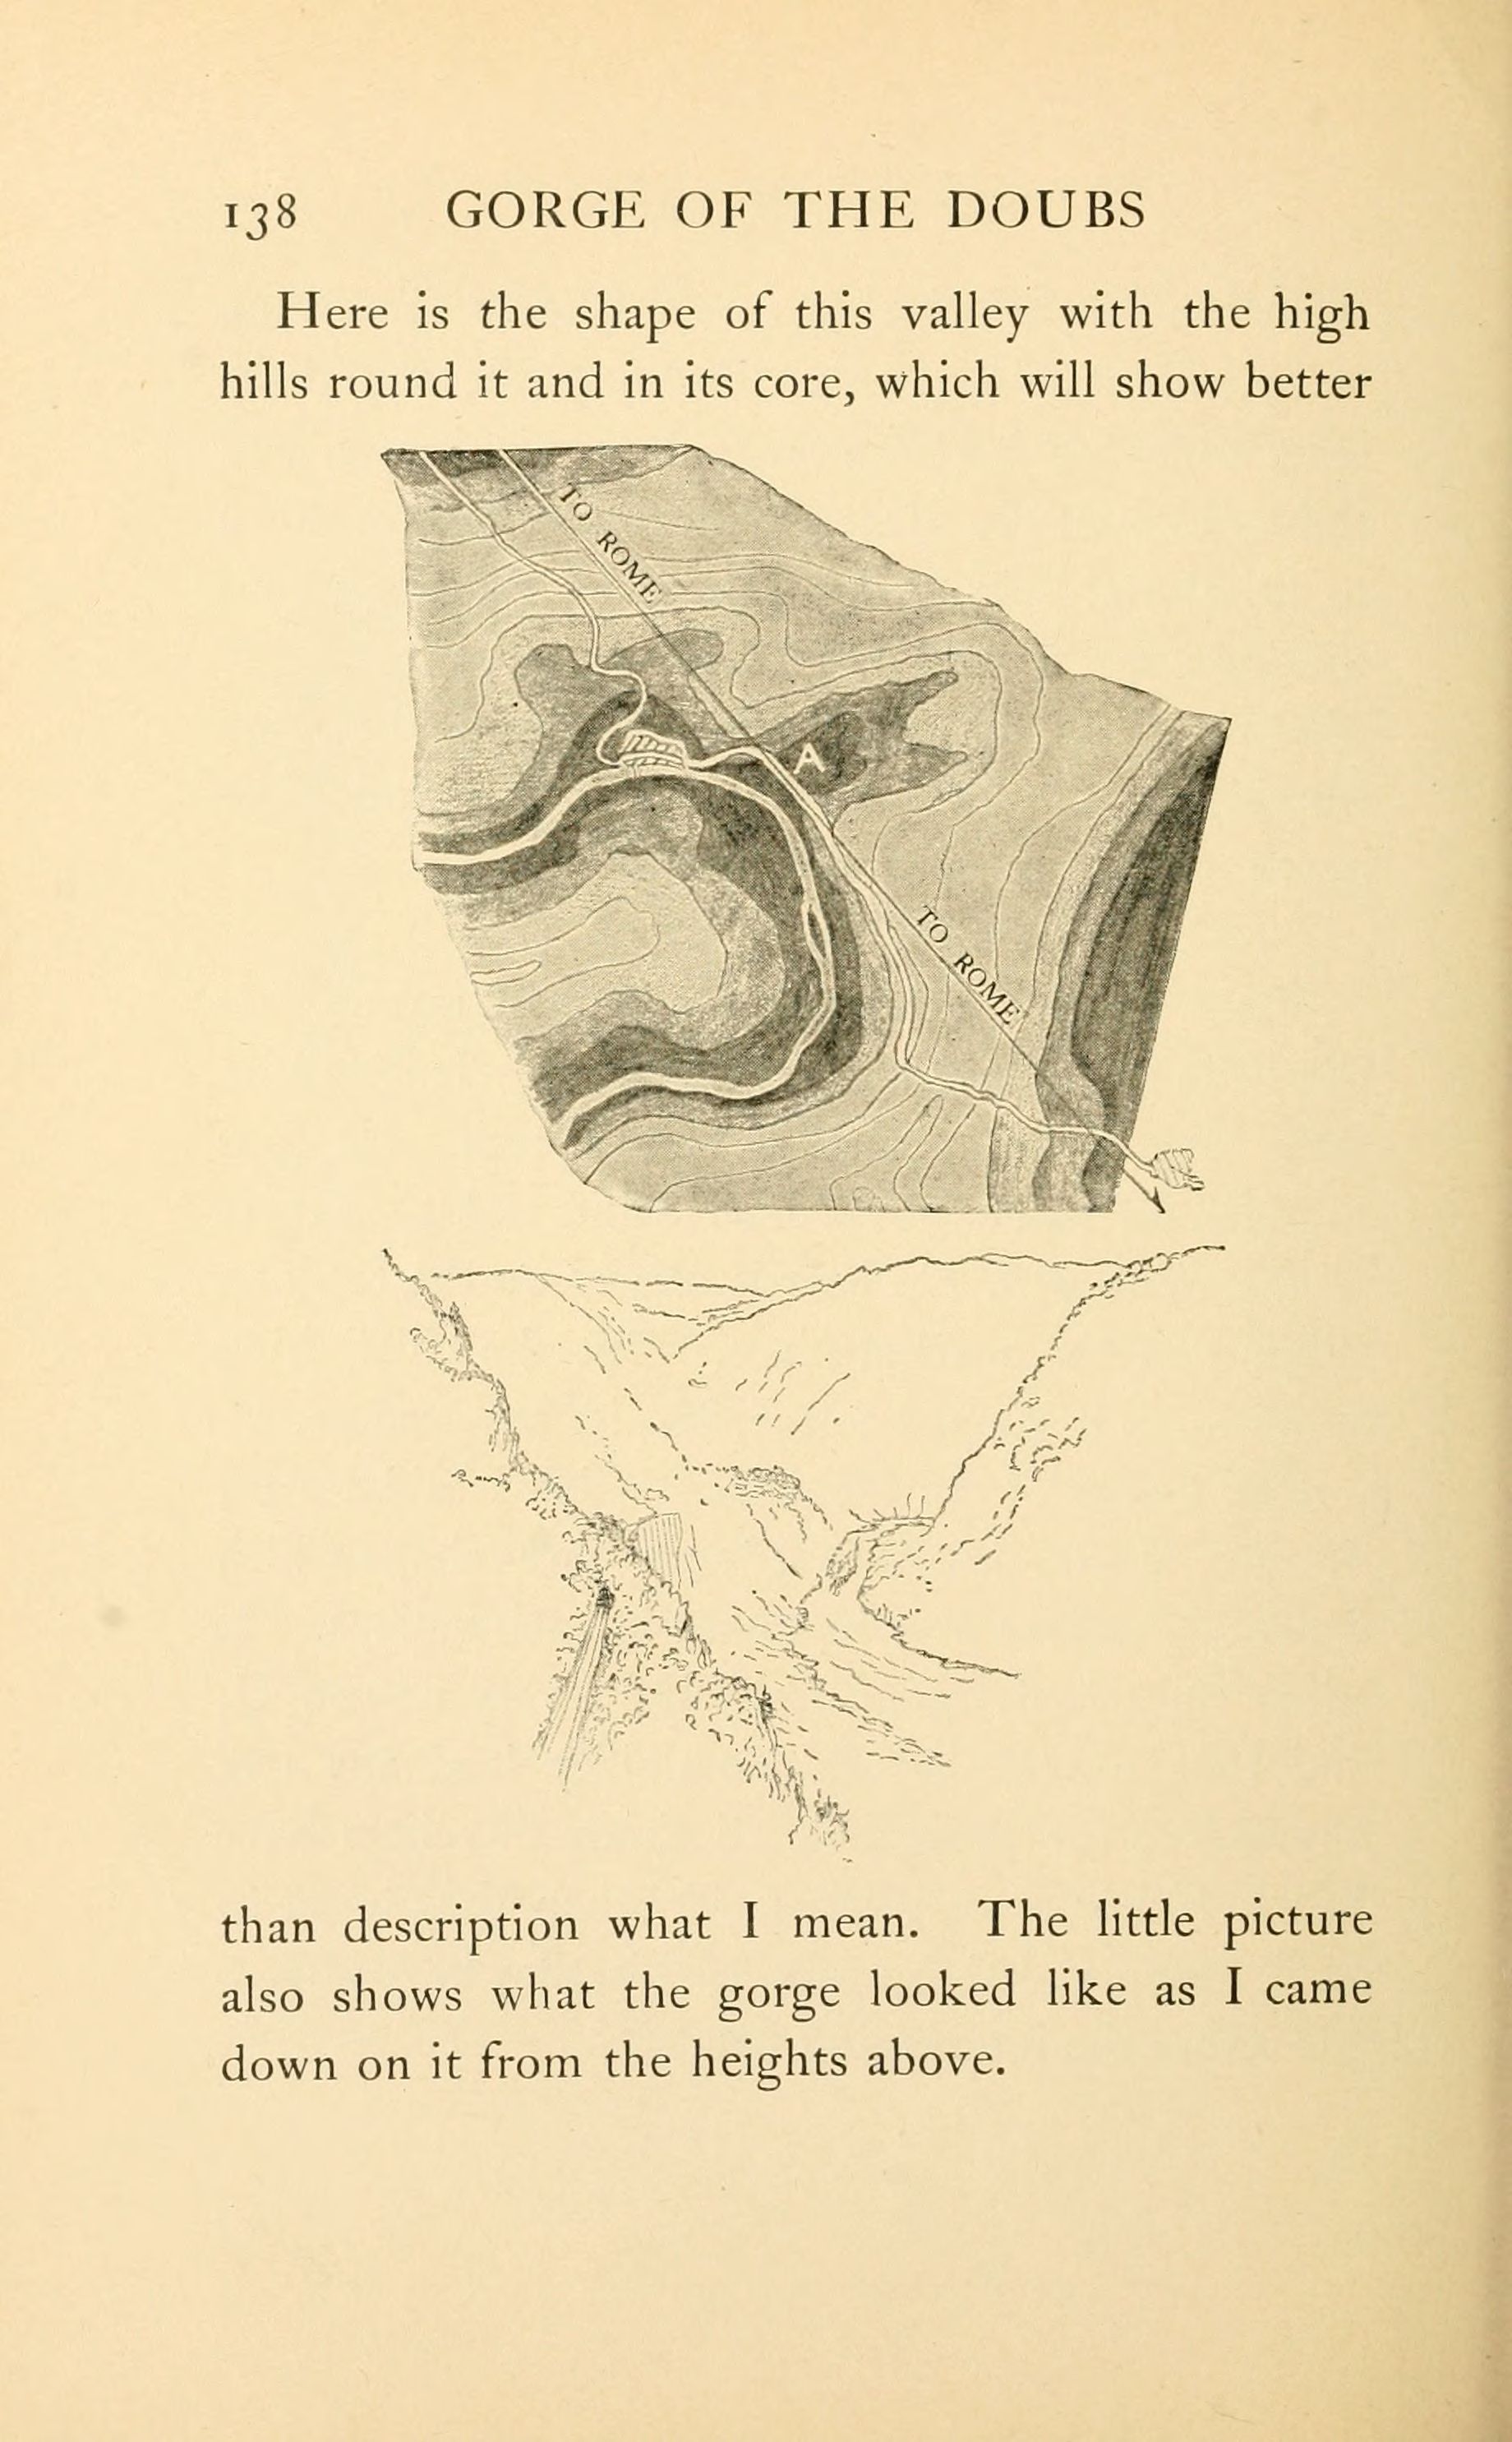 138 GORGE OF THE DOUBS
Here is the shape of this valley with the high
hills round it and in its core, which will show better
TO ROME
A
TO ROME
than description what I mean. The little picture
also shows what the gorge looked like as I came
down on it from the heights above.